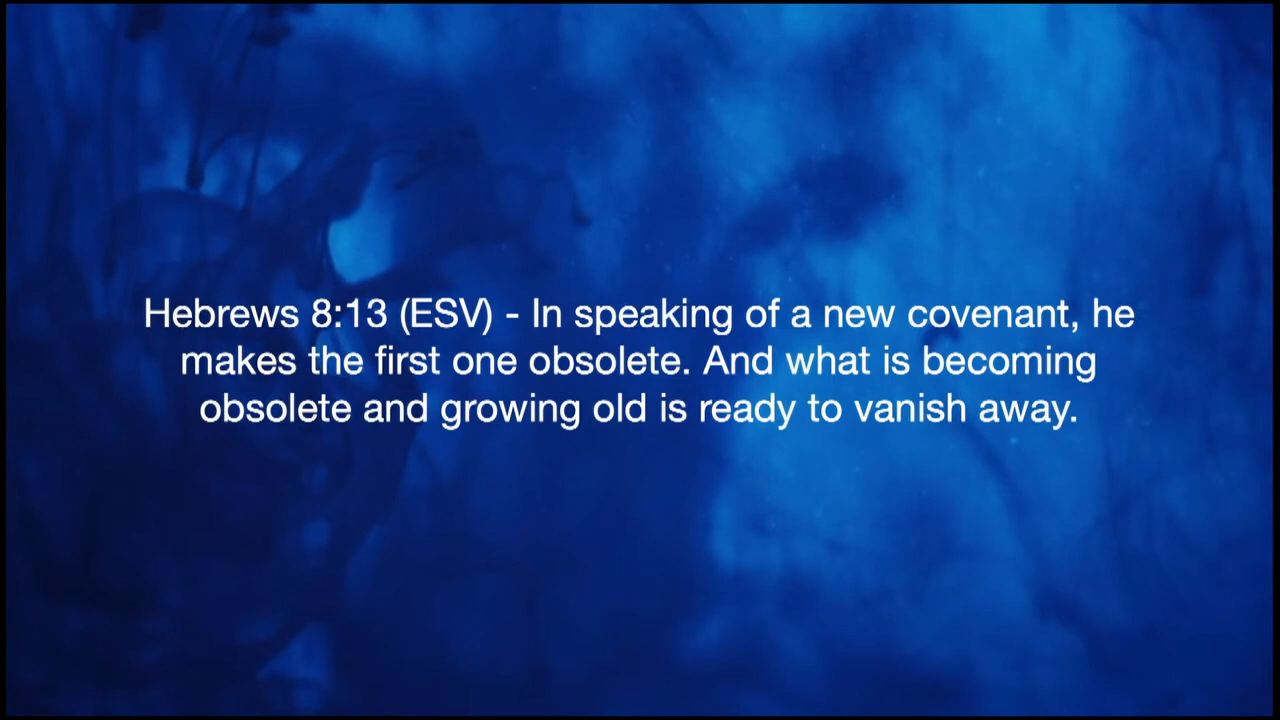 Hebrews 8:13 (ESV) - In speaking of a new covenant, he
makes the first one obsolete. And what is becoming
obsolete and growing old is ready to vanish away.